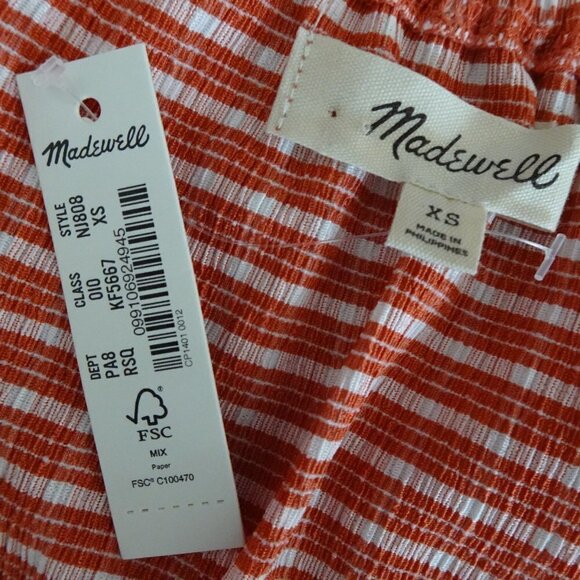 Madewell
STYLE
NJ808
XS
CLASS
010
KF5667
099106924945
DEPT
PA8
RSQ
CP1401 0012
FSC
MIX
Paper
FSC® C100470
Madewell
XS
MADE IN
PHILIPPINES